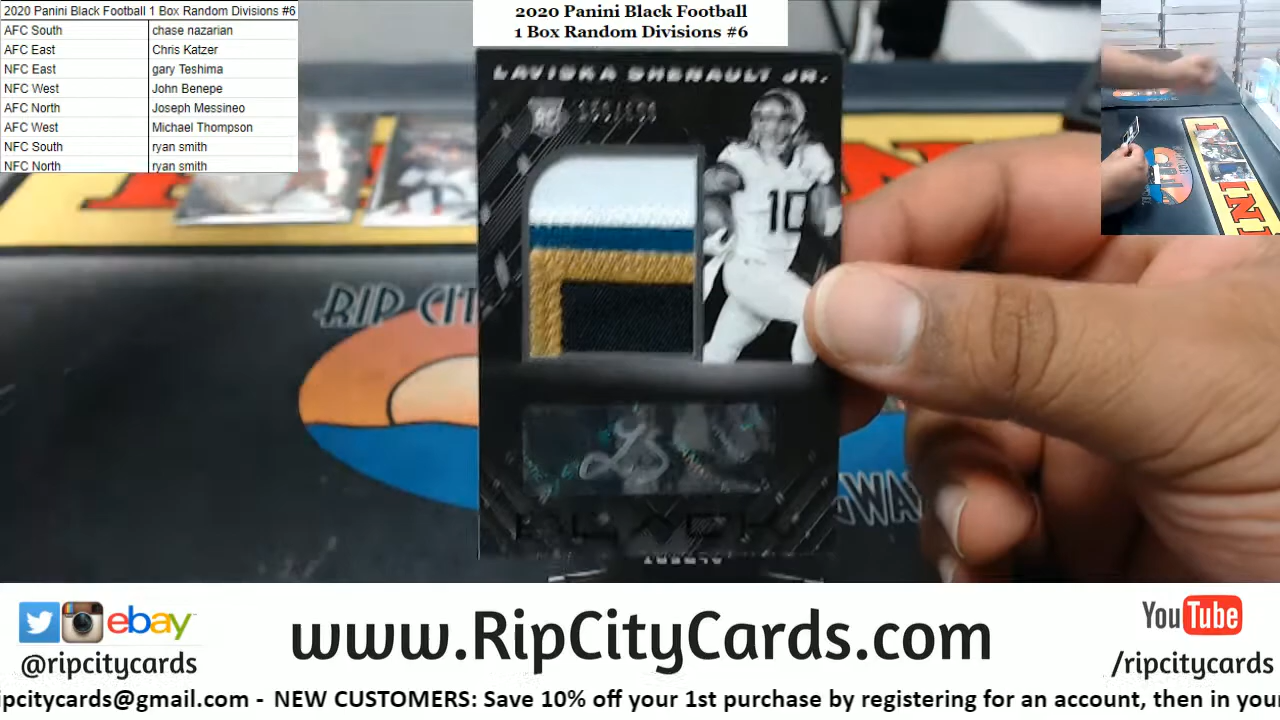 2020 Panini Black Football 1 Box Random Divisions #6
AFC South chase nazarian
AFC East Chris Katzer
NFC East gary Teshima
NFC West John Benepe
AFC North Joseph Messineo
AFC West Michael Thompson
NFC South ryan smith
NFC North ryan smith
2020 Panini Black Football
1 Box Random Divisions #6
LAVISKA SHENAULT JR.
RC
10
RIP CIT
BLACK
ebay
@ripcitycards
www.RipCityCards.com
YouTube
/ripcitycards
ipcitycards@gmail.com - NEW CUSTOMERS: Save 10% off your 1st purchase by registering for an account, then in your